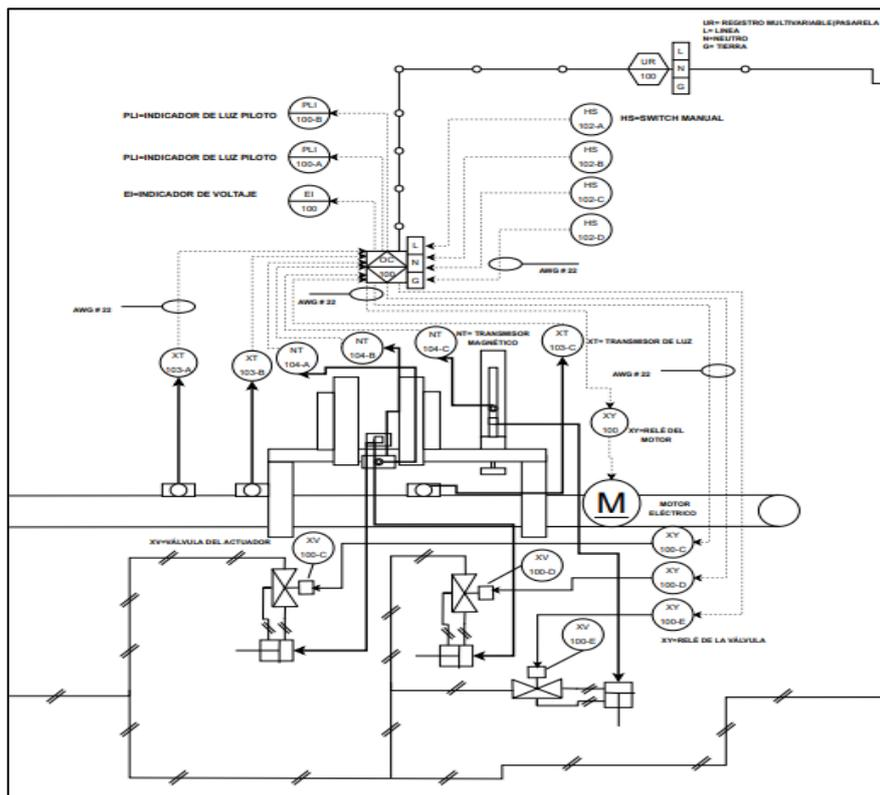 UR= REGISTRO MULTIVARIABLE(PASARELA
L= LINEA
N=NEUTRO
G= TIERRA
UR
100
L
N
G
PLI=INDICADOR DE LUZ PILOTO
PLI
100-B
HS
102-A
HS=SWITCH MANUAL
PLI=INDICADOR DE LUZ PILOTO
PLI
100-A
HS
102-B
EI=INDICADOR DE VOLTAJE
EI
100
HS
102-C
HS
102-D
L
N
G
100
AWG # 22
AWG # 22
AWG # 22
XT
103-A
XT
103-B
NT
104-A
NT
104-B
NT
104-C
NT= TRANSMISOR
MAGNÉTICO
XT
103-C
XT= TRANSMISOR DE LUZ
AWG # 22
XY
100
XY=RELÉ DEL
MOTOR
M
MOTOR
ELÉCTRICO
XV=VÁLVULA DEL ACTUADOR
XV
100-C
XV
100-D
XY
100-C
XY
100-D
XY
100-E
XV
100-E
XY=RELÉ DE LA VÁLVULA